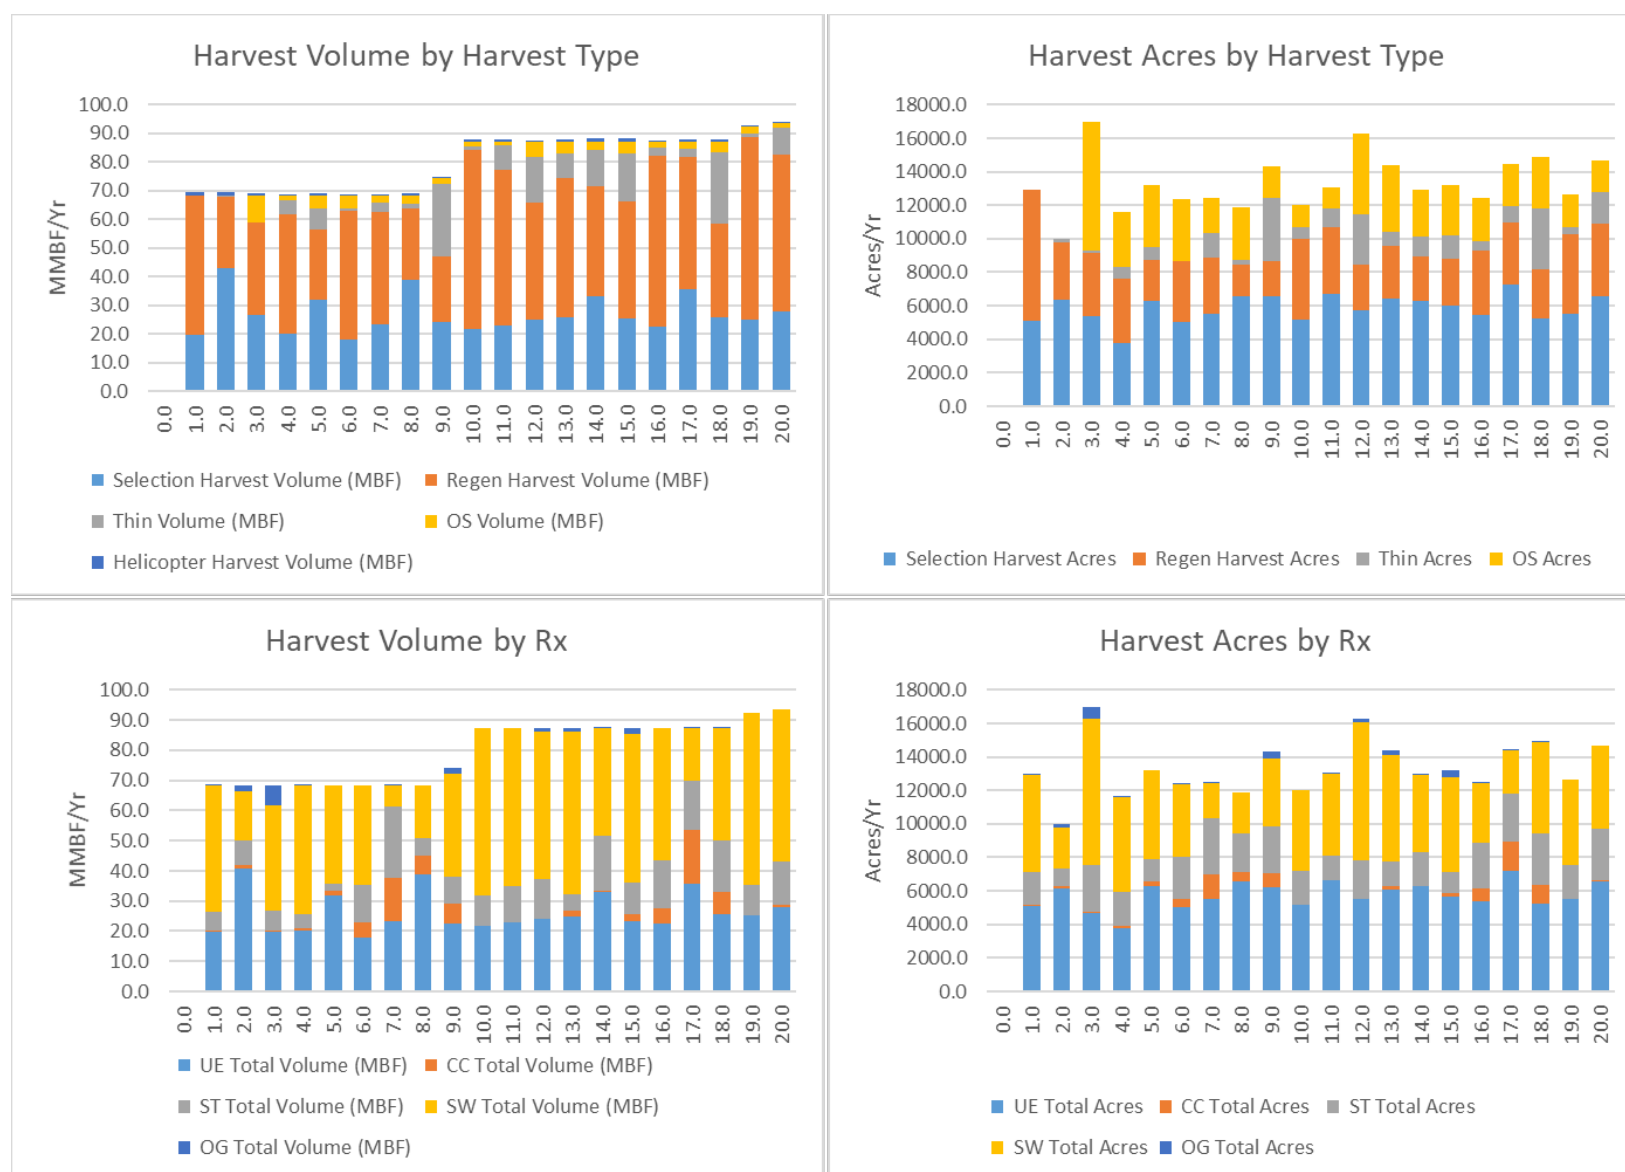 Harvest Volume by Harvest Type
100.0
90.0
80.0
70.0
60.0
50.0
40.0
30.0
20.0
10.0
0.0
MMBF/Yr
0.0 1.0 2.0 3.0 4.0 5.0 6.0 7.0 8.0 9.0 10.0 11.0 12.0 13.0 14.0 15.0 16.0 17.0 18.0 19.0 20.0
Selection Harvest Volume (MBF) Regen Harvest Volume (MBF)
Thin Volume (MBF) OS Volume (MBF)
Helicopter Harvest Volume (MBF)
Harvest Acres by Harvest Type
18000.0
16000.0
14000.0
12000.0
10000.0
8000.0
6000.0
4000.0
2000.0
0.0
Acres/Yr
0.0 1.0 2.0 3.0 4.0 5.0 6.0 7.0 8.0 9.0 10.0 11.0 12.0 13.0 14.0 15.0 16.0 17.0 18.0 19.0 20.0
Selection Harvest Acres Regen Harvest Acres Thin Acres OS Acres
Harvest Volume by Rx
100.0
90.0
80.0
70.0
60.0
50.0
40.0
30.0
20.0
10.0
0.0
MMBF/Yr
0.0 1.0 2.0 3.0 4.0 5.0 6.0 7.0 8.0 9.0 10.0 11.0 12.0 13.0 14.0 15.0 16.0 17.0 18.0 19.0 20.0
UE Total Volume (MBF) CC Total Volume (MBF)
ST Total Volume (MBF) SW Total Volume (MBF)
OG Total Volume (MBF)
Harvest Acres by Rx
18000.0
16000.0
14000.0
12000.0
10000.0
8000.0
6000.0
4000.0
2000.0
0.0
Acres/Yr
0.0 1.0 2.0 3.0 4.0 5.0 6.0 7.0 8.0 9.0 10.0 11.0 12.0 13.0 14.0 15.0 16.0 17.0 18.0 19.0 20.0
UE Total Acres CC Total Acres ST Total Acres
SW Total Acres OG Total Acres